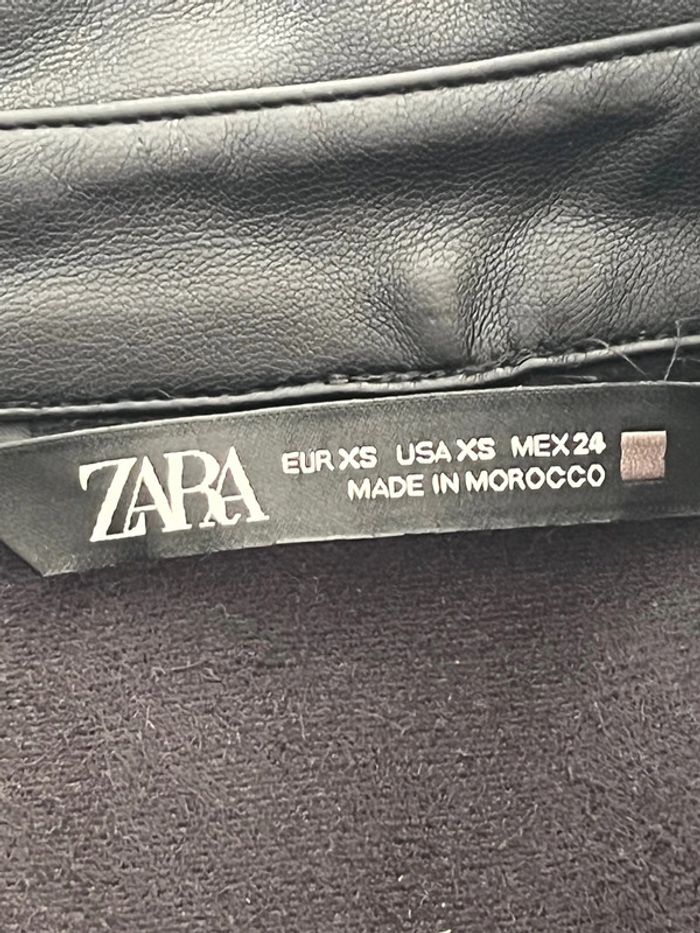 ZARA
EUR XS USA XS MEX 24
MADE IN MOROCCO